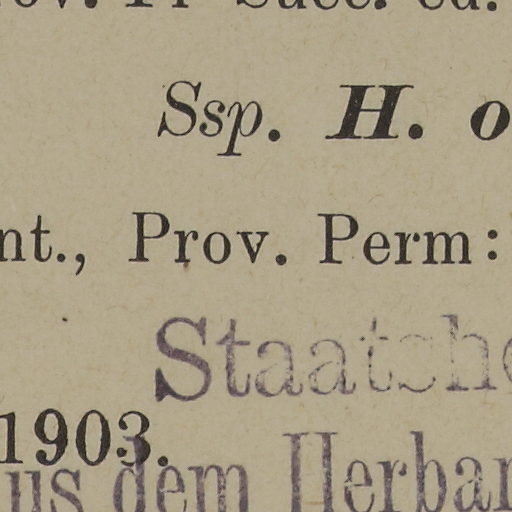 Ssp. H. o
nt., Prov. Perm:
Staatshe
1903.
us dem Herbar